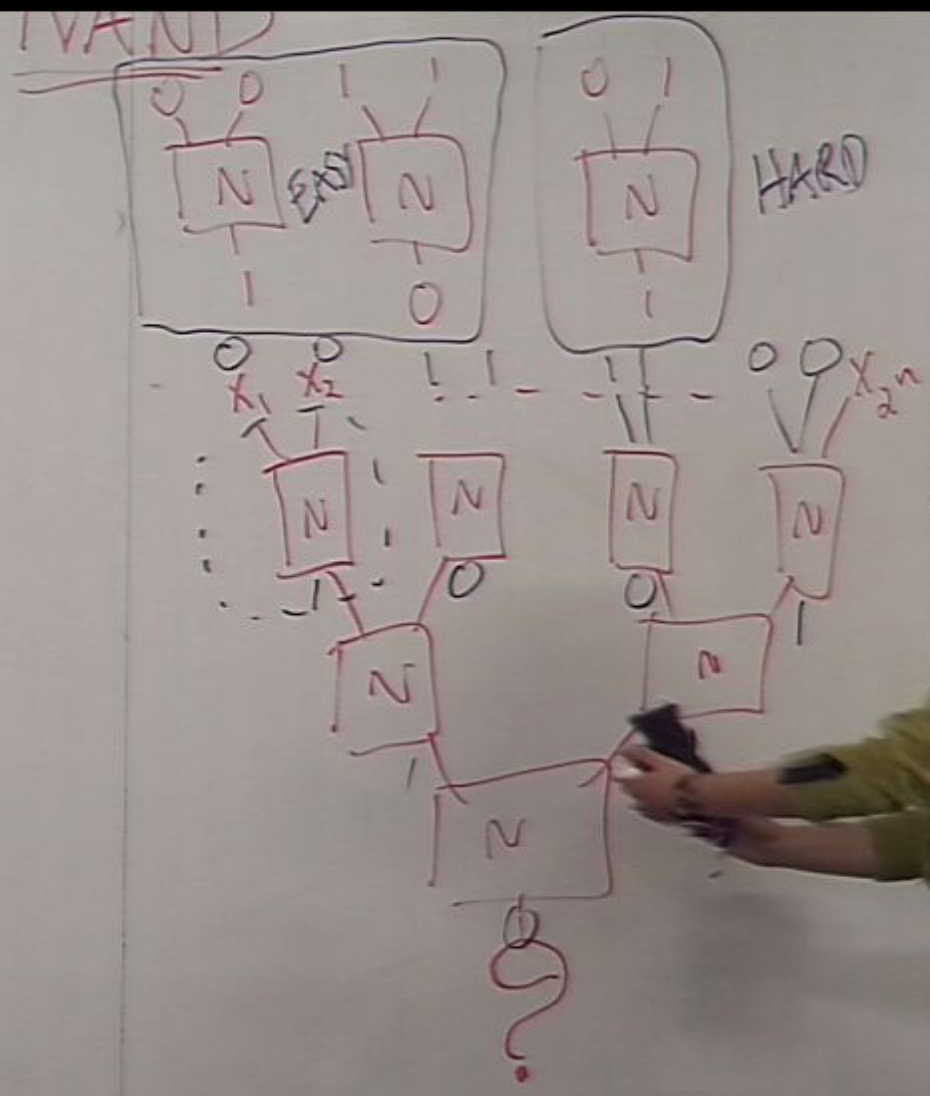 NAND
0 0 1 1 0 1
N EASY N N HARD
1 0 1
0 0 1 1 1 1 0 0
X₁ X₂ X₂ₙ
N N N N
1 0 0 1
N N
1
N
0
?